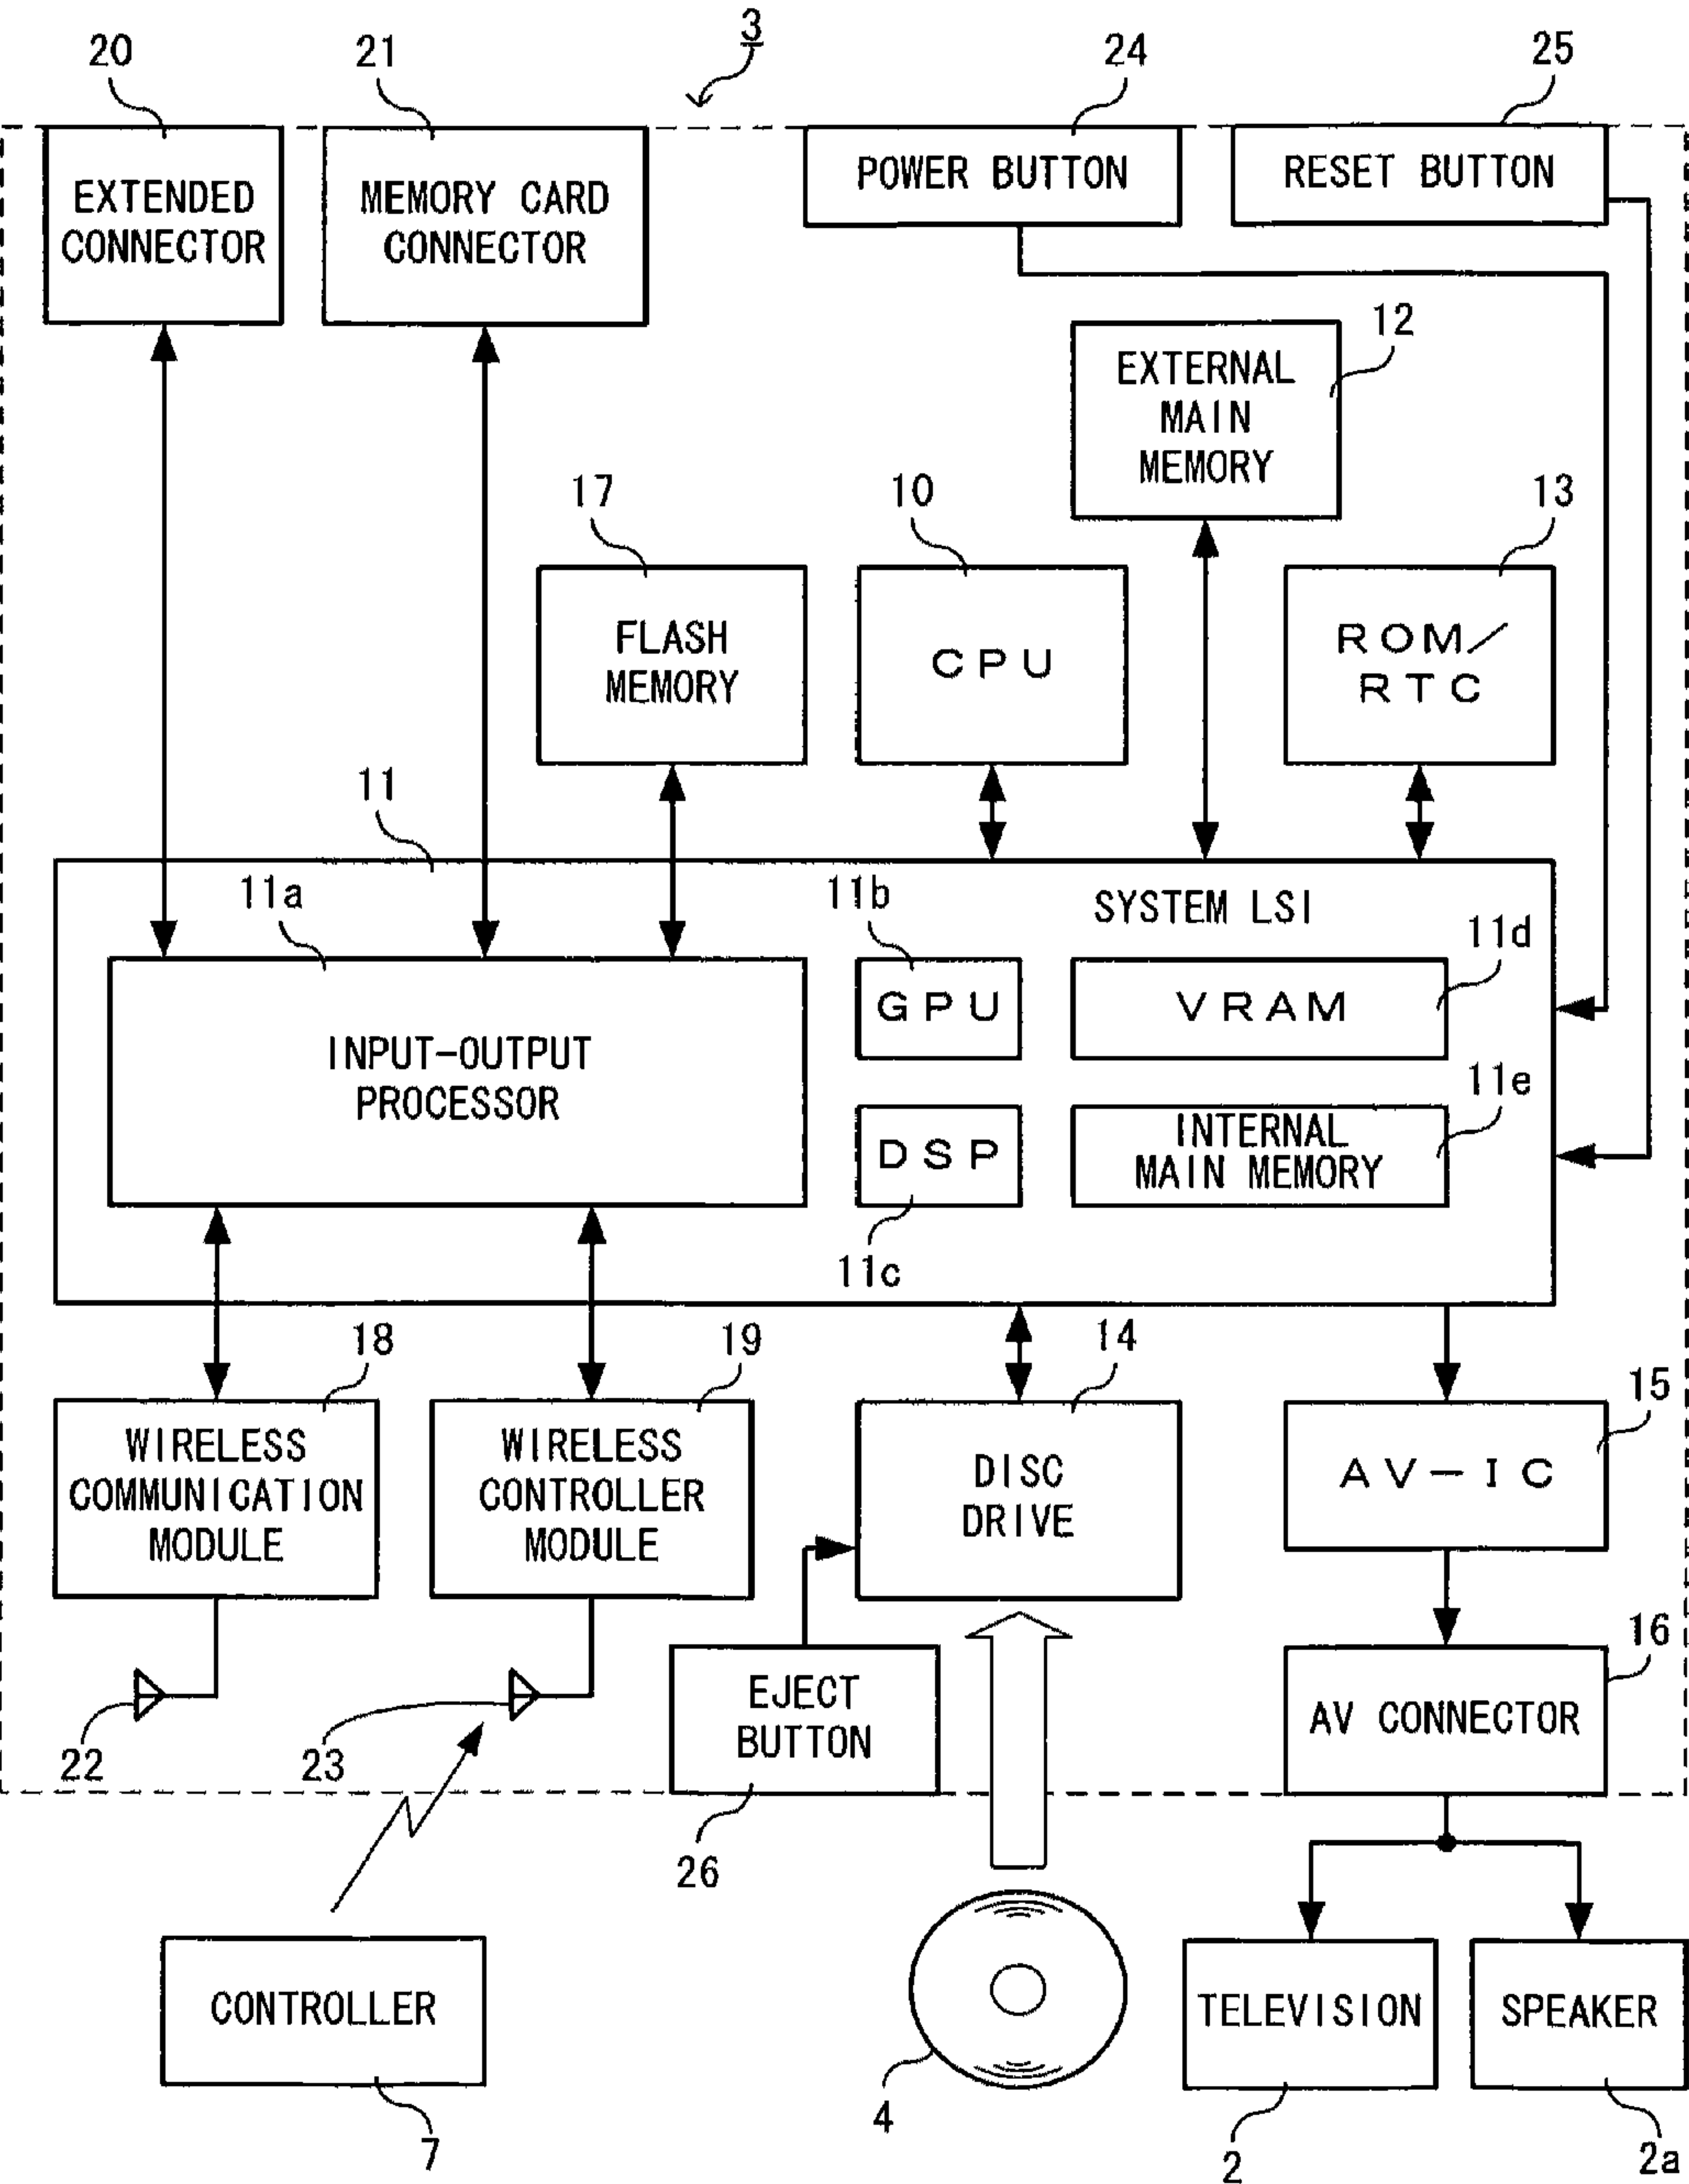 3
20
21
24
25
EXTENDED
CONNECTOR
MEMORY CARD
CONNECTOR
POWER BUTTON
RESET BUTTON
12
EXTERNAL
MAIN
MEMORY
17
10
13
FLASH
MEMORY
CPU
ROM/
RTC
11
SYSTEM LSI
11a
11b
11d
INPUT-OUTPUT
PROCESSOR
GPU
VRAM
11e
DSP
INTERNAL
MAIN MEMORY
11c
18
19
14
15
WIRELESS
COMMUNICATION
MODULE
WIRELESS
CONTROLLER
MODULE
DISC
DRIVE
AV-IC
16
22
23
EJECT
BUTTON
AV CONNECTOR
26
CONTROLLER
TELEVISION
SPEAKER
7
4
2
2a